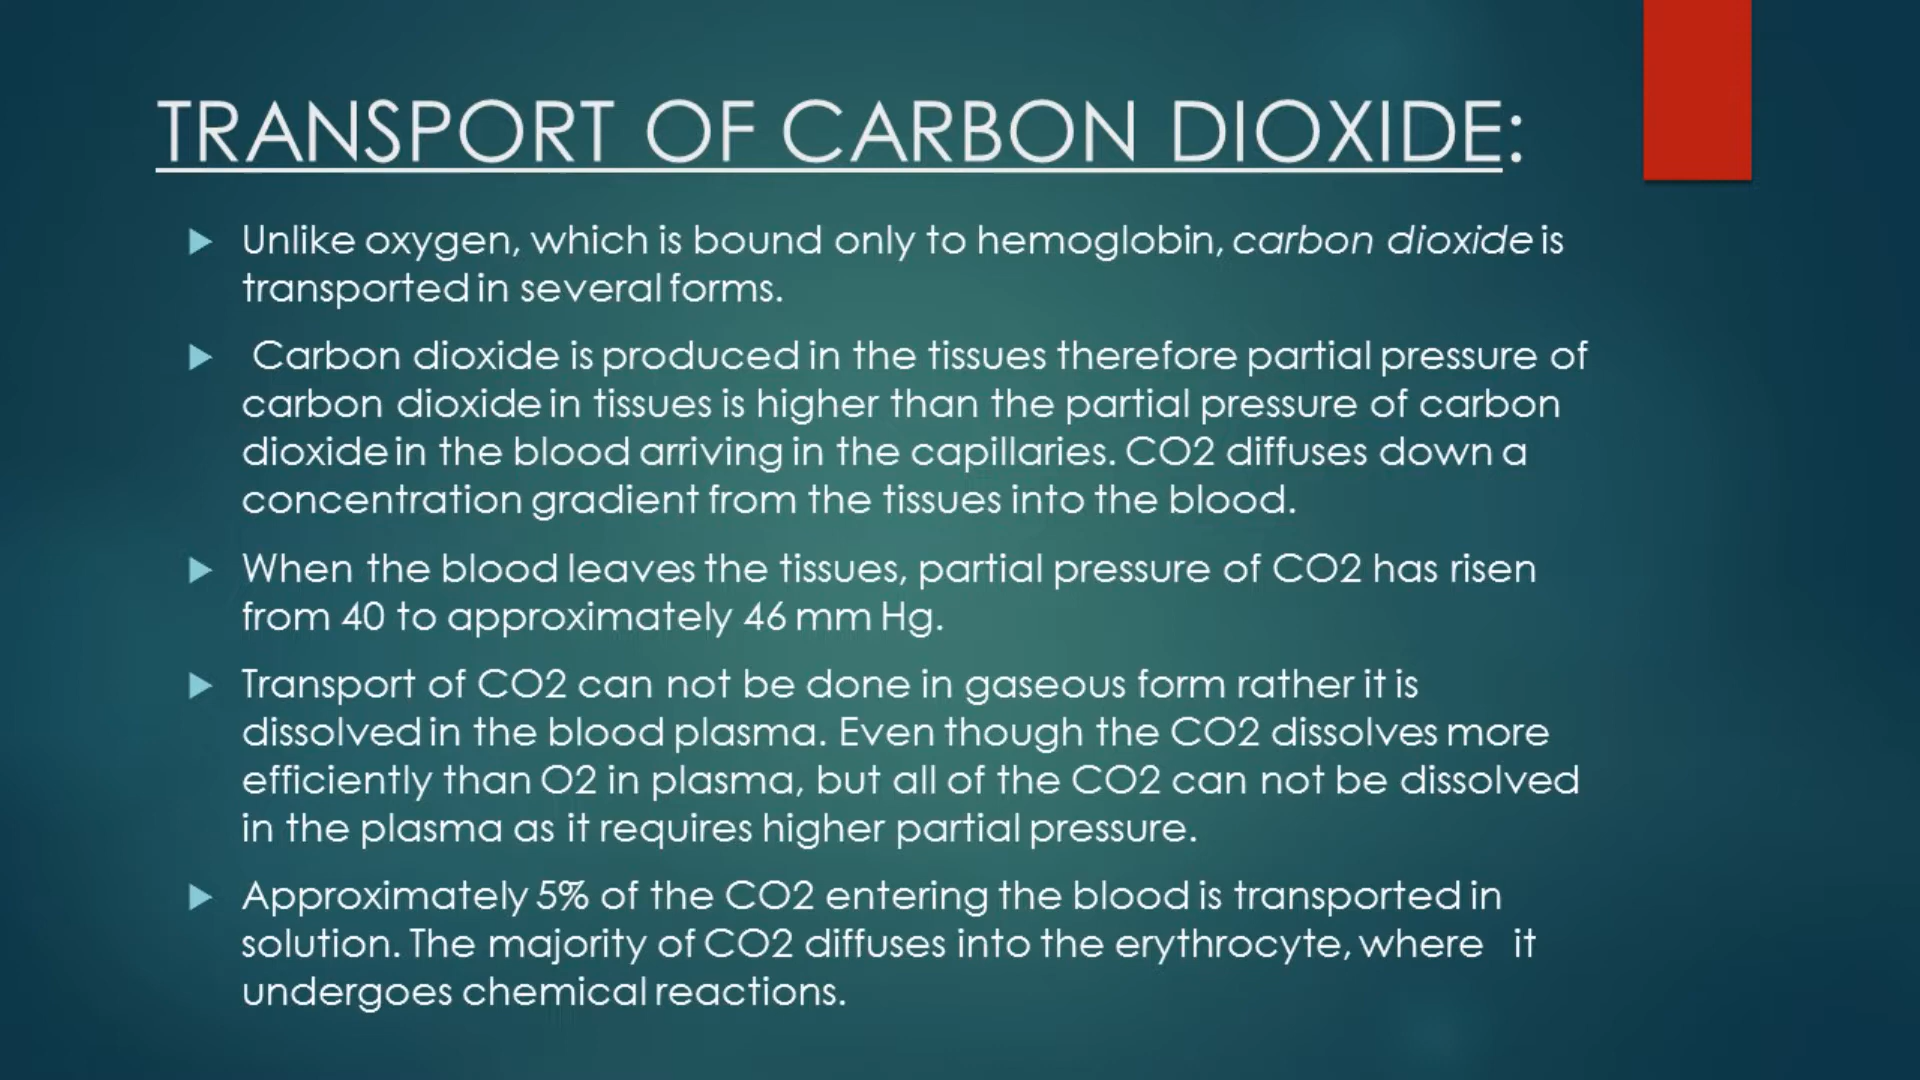 TRANSPORT OF CARBON DIOXIDE:
Unlike oxygen, which is bound only to hemoglobin, carbon dioxide is
transported in several forms.
Carbon dioxide is produced in the tissues therefore partial pressure of
carbon dioxide in tissues is higher than the partial pressure of carbon
dioxide in the blood arriving in the capillaries. CO2 diffuses down a
concentration gradient from the tissues into the blood.
When the blood leaves the tissues, partial pressure of CO2 has risen
from 40 to approximately 46 mm Hg.
Transport of CO2 can not be done in gaseous form rather it is
dissolved in the blood plasma. Even though the CO2 dissolves more
efficiently than O2 in plasma, but all of the CO2 can not be dissolved
in the plasma as it requires higher partial pressure.
Approximately 5% of the CO2 entering the blood is transported in
solution. The majority of CO2 diffuses into the erythrocyte, where it
undergoes chemical reactions.